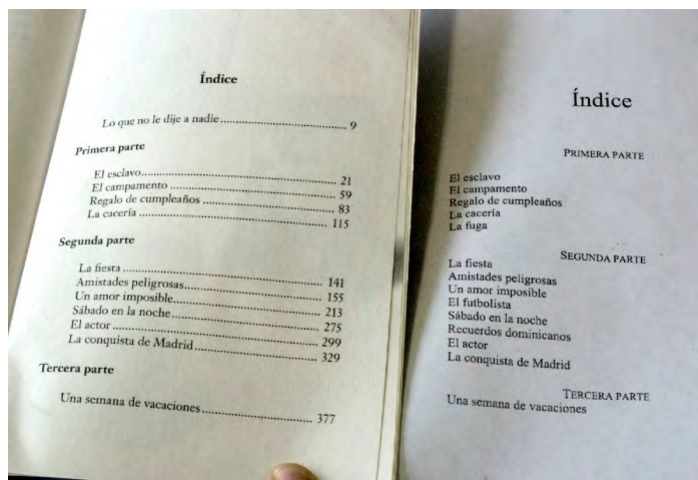 Índice
Lo que no le dije a nadie ........ 9
Primera parte
El esclavo ........ 21
El campamento ........ 59
Regalo de cumpleaños ........ 83
La cacería ........ 115
Segunda parte
La fiesta ........ 141
Amistades peligrosas ........ 155
Un amor imposible ........ 213
Sábado en la noche ........ 275
El actor ........ 299
La conquista de Madrid ........ 329
Tercera parte
Una semana de vacaciones ........ 377
Índice
PRIMERA PARTE
El esclavo
El campamento
Regalo de cumpleaños
La cacería
La fuga
SEGUNDA PARTE
La fiesta
Amistades peligrosas
Un amor imposible
El futbolista
Sábado en la noche
Recuerdos dominicanos
El actor
La conquista de Madrid
TERCERA PARTE
Una semana de vacaciones